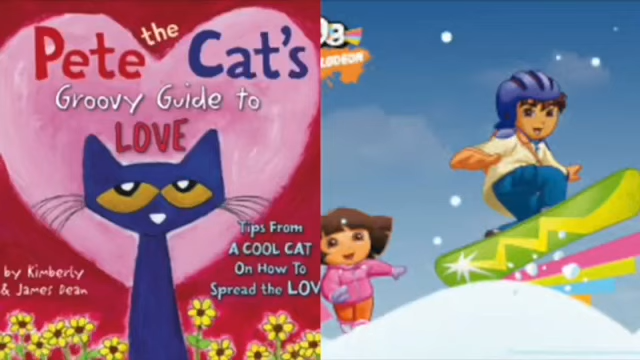 Pete the Cat's
Groovy Guide to
LOVE
Tips From
A COOL CAT
On How To
Spread the LOV
by Kimberly
& James Dean